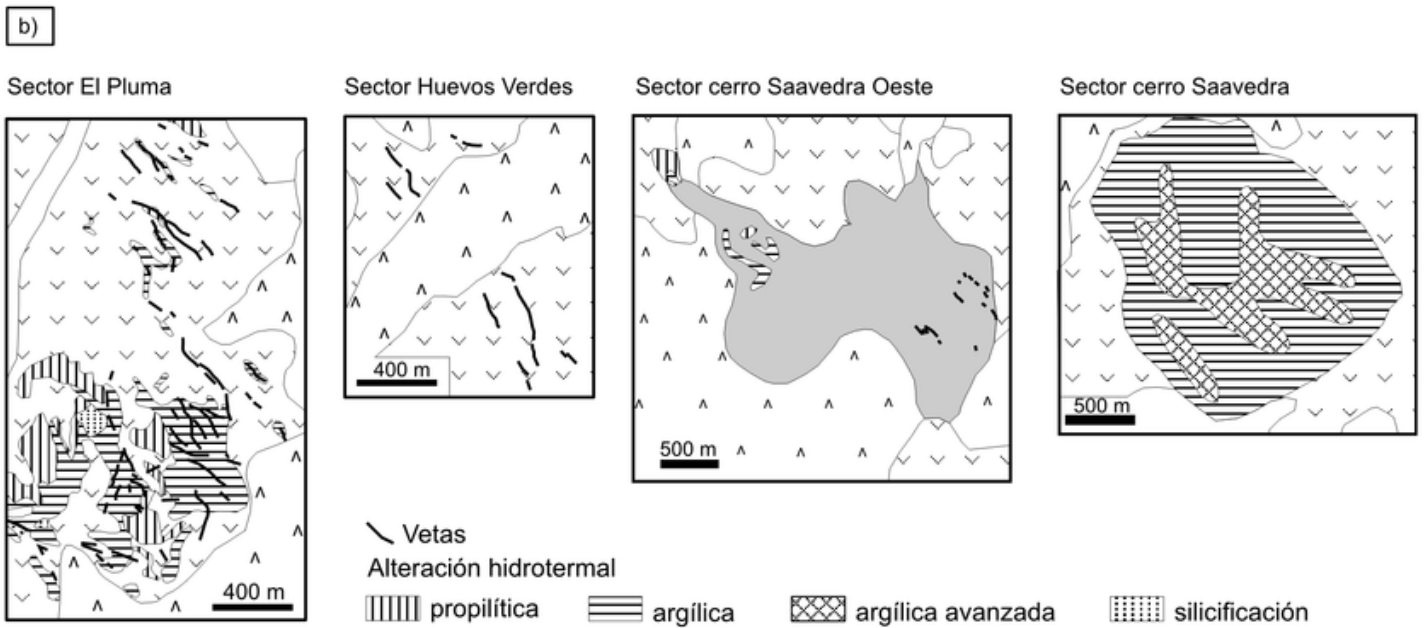 b)
Sector El Pluma
Sector Huevos Verdes
Sector cerro Saavedra Oeste
Sector cerro Saavedra
400 m
400 m
500 m
500 m
Vetas
Alteración hidrotermal
propilítica
argílica
argílica avanzada
silicificación